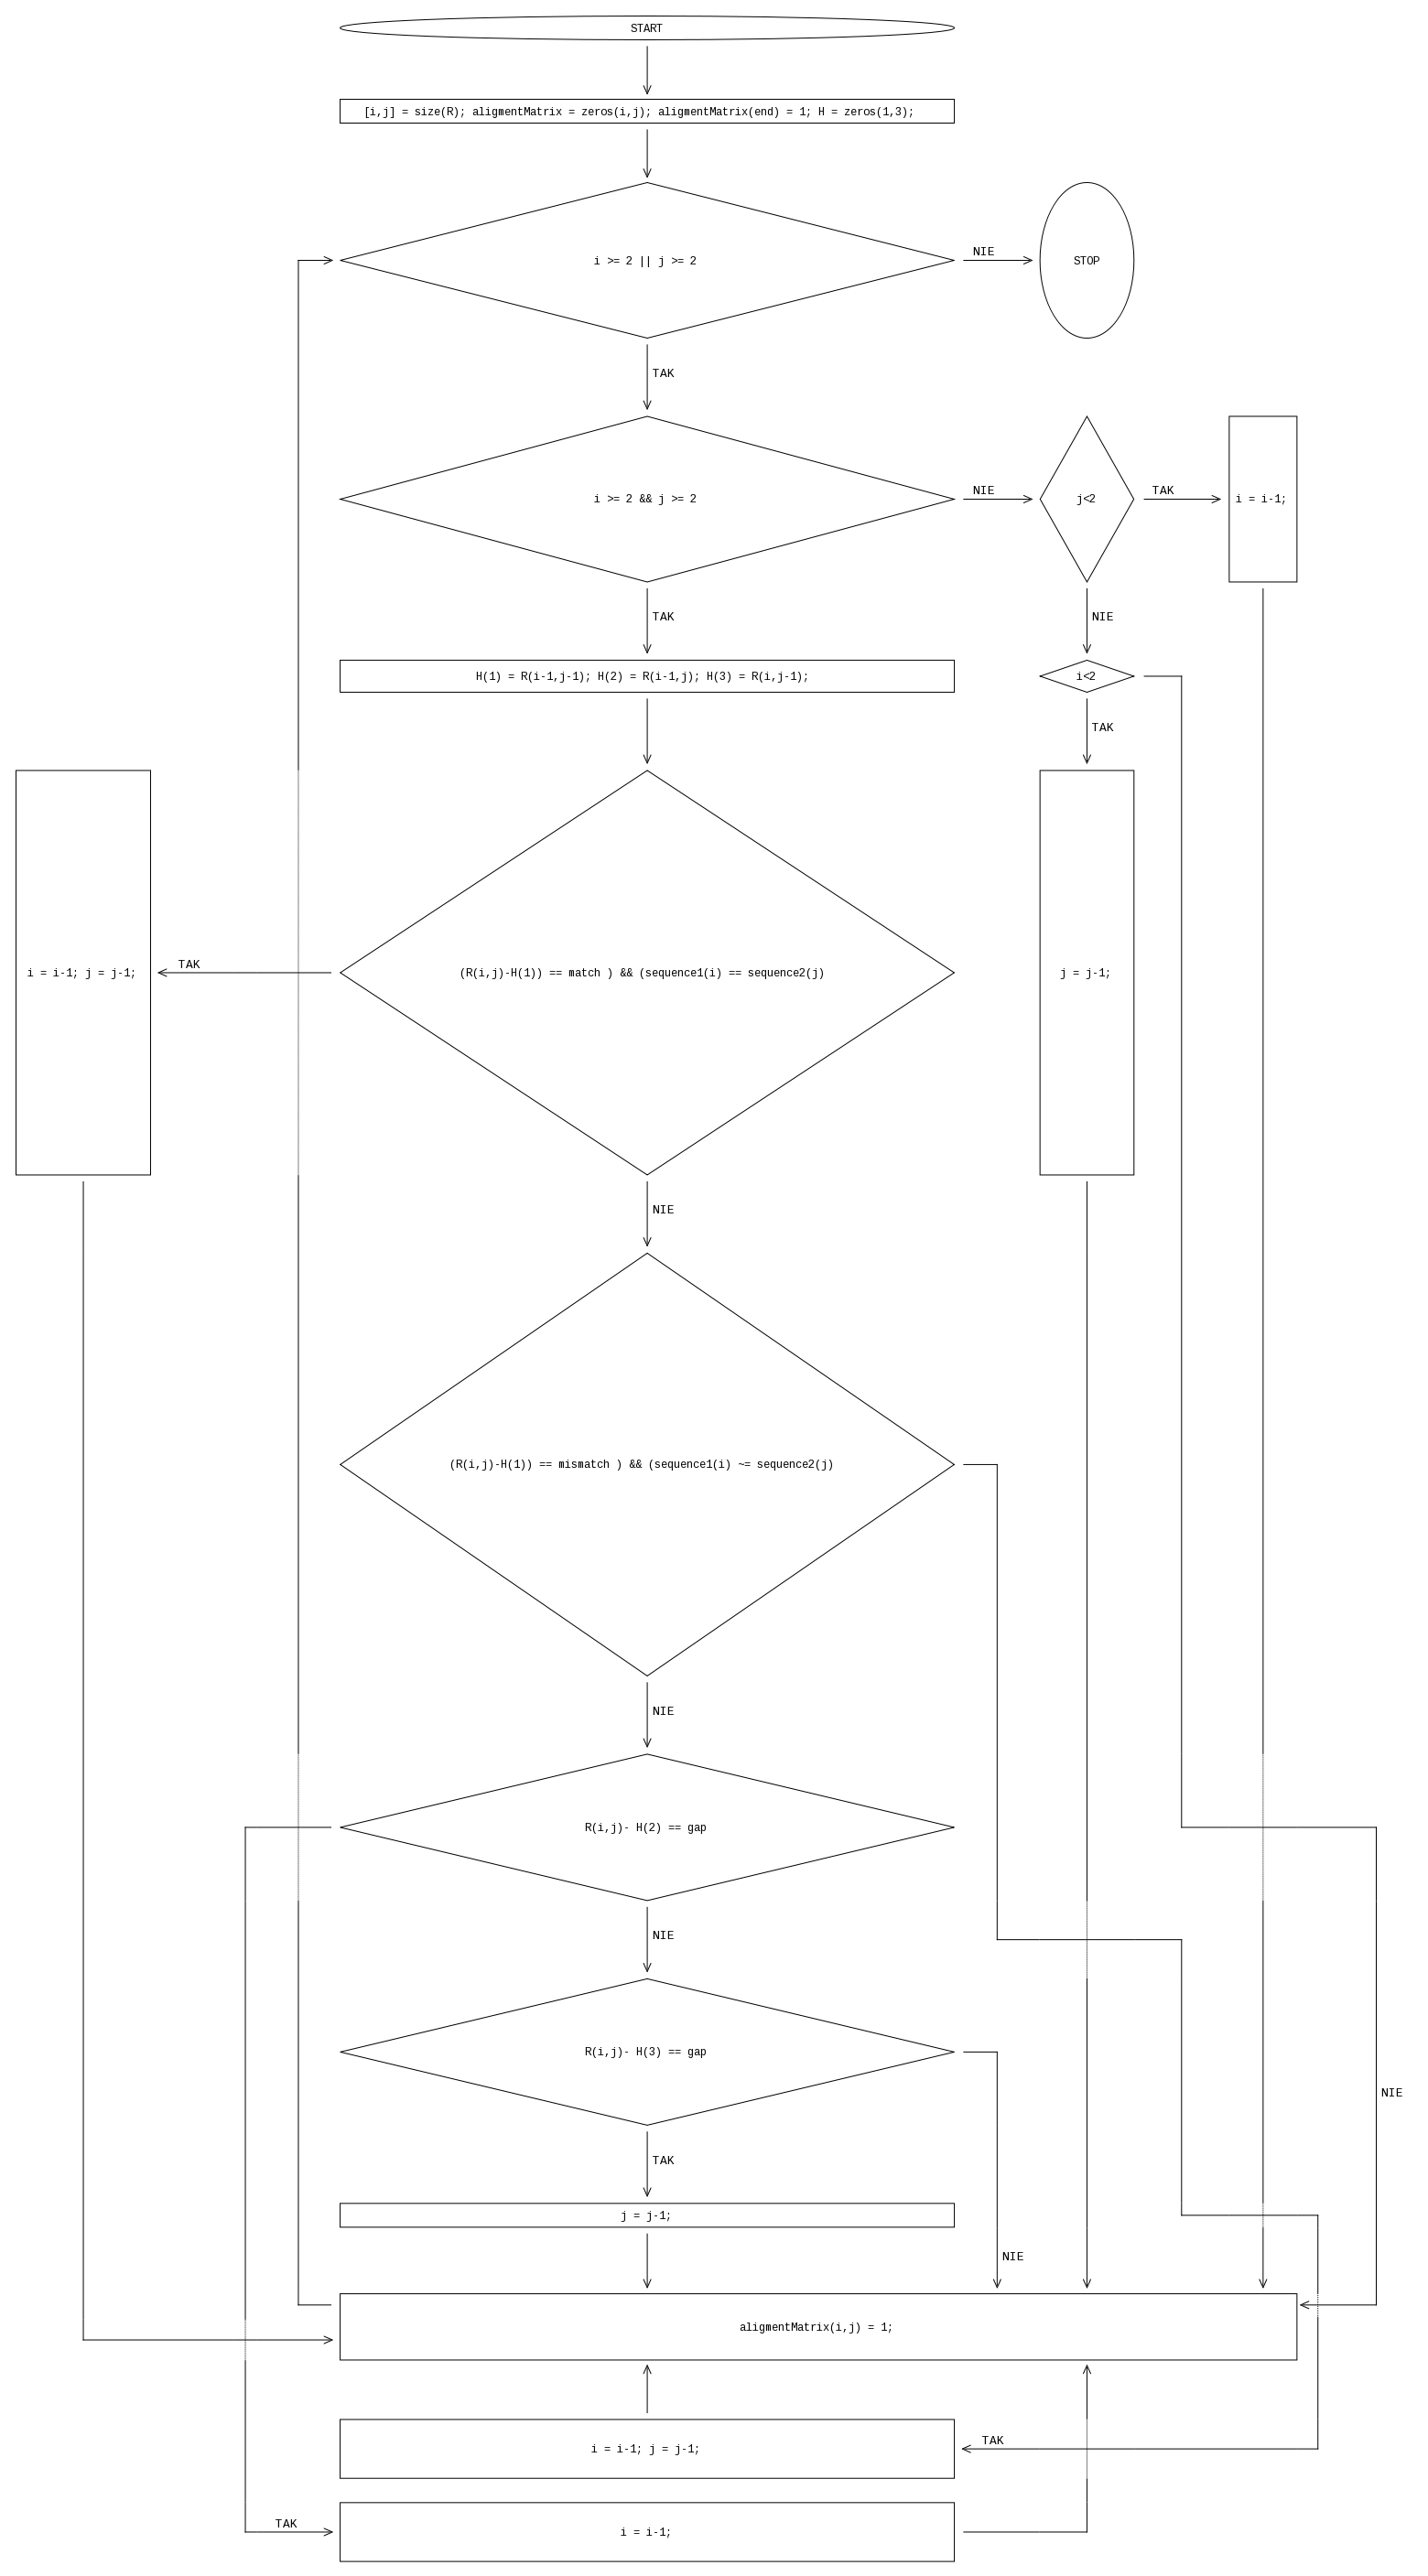 START
[i,j] = size(R); aligmentMatrix = zeros(i,j); aligmentMatrix(end) = 1; H = zeros(1,3);
i >= 2 || j >= 2
NIE
STOP
TAK
i >= 2 && j >= 2
NIE
j<2
TAK
i = i-1;
TAK
NIE
H(1) = R(i-1,j-1); H(2) = R(i-1,j); H(3) = R(i,j-1);
i<2
TAK
i = i-1; j = j-1;
TAK
(R(i,j)-H(1)) == match ) && (sequence1(i) == sequence2(j)
j = j-1;
NIE
(R(i,j)-H(1)) == mismatch ) && (sequence1(i) ~= sequence2(j)
NIE
R(i,j)- H(2) == gap
NIE
R(i,j)- H(3) == gap
NIE
TAK
j = j-1;
NIE
aligmentMatrix(i,j) = 1;
i = i-1; j = j-1;
TAK
TAK
i = i-1;